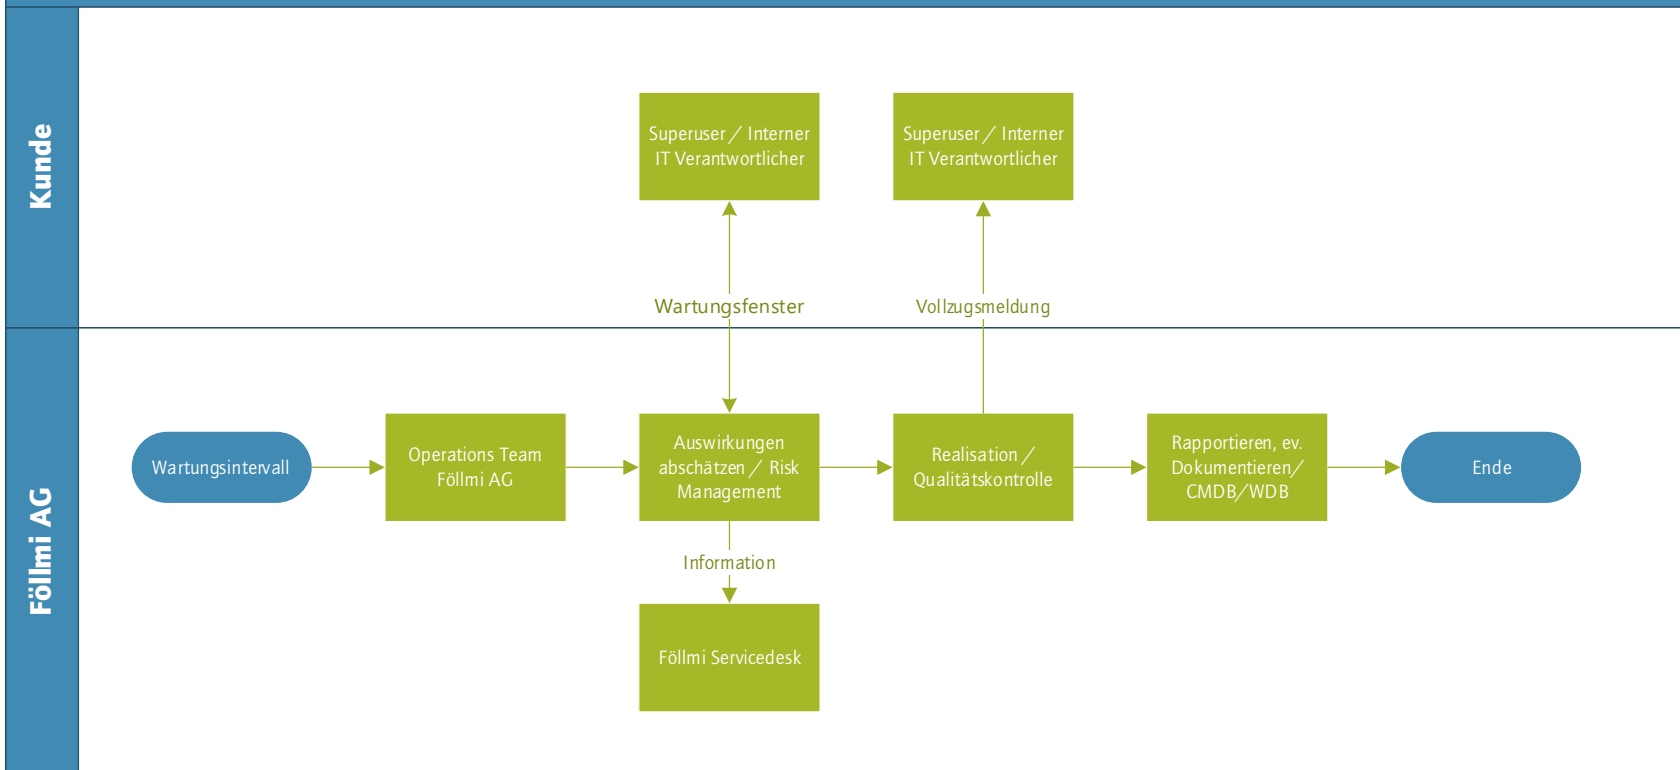 Kunde
Superuser / Interner
IT Verantwortlicher
Superuser / Interner
IT Verantwortlicher
Wartungsfenster
Vollzugsmeldung
Föllmi AG
Wartungsintervall
Operations Team
Föllmi AG
Auswirkungen
abschätzen / Risk
Management
Realisation /
Qualitätskontrolle
Rapportieren, ev.
Dokumentieren/
CMDB/WDB
Ende
Information
Föllmi Servicedesk